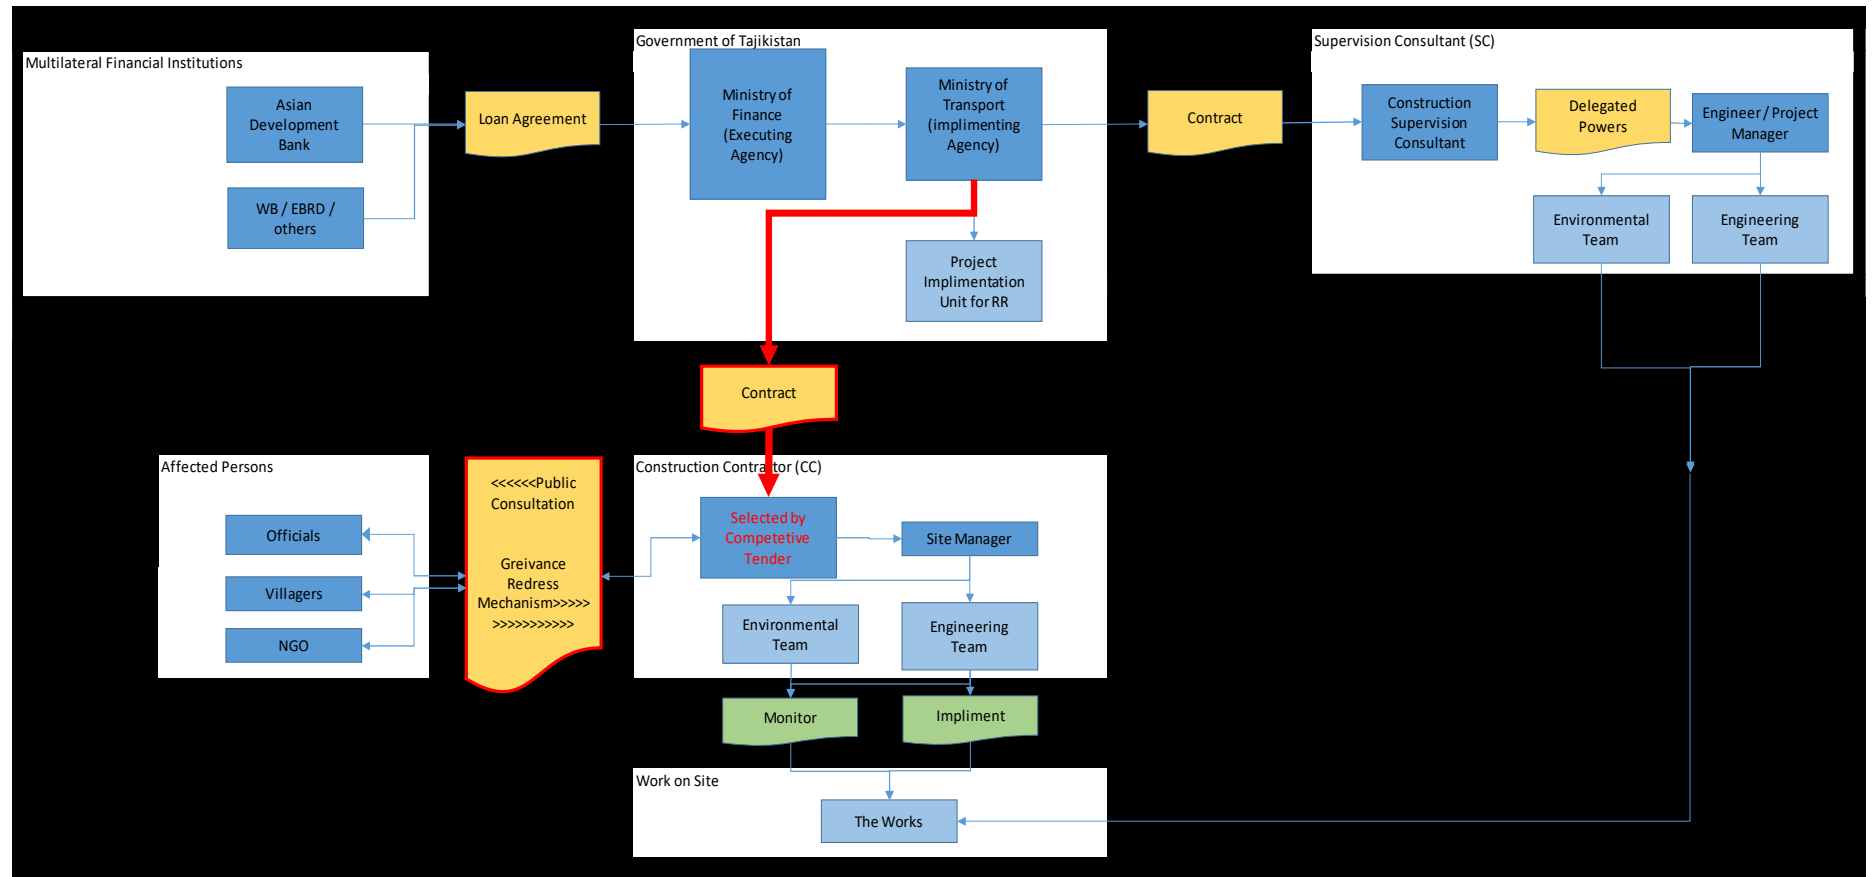 Government of Tajikistan
Supervision Consultant (SC)
Multilateral Financial Institutions
Asian
Development
Bank
WB / EBRD /
others
Loan Agreement
Ministry of
Finance
(Executing
Agency)
Ministry of
Transport
(implimenting
Agency)
Project
Implimentation
Unit for RR
Contract
Construction
Supervision
Consultant
Delegated
Powers
Engineer / Project
Manager
Environmental
Team
Engineering
Team
Contract
Affected Persons
Officials
Villagers
NGO
<<<<<<Public
Consultation
Greivance
Redress
Mechanism>>>>>
>>>>>>>>>>>
Construction Contractor (CC)
Selected by
Competetive
Tender
Site Manager
Environmental
Team
Engineering
Team
Monitor
Impliment
Work on Site
The Works